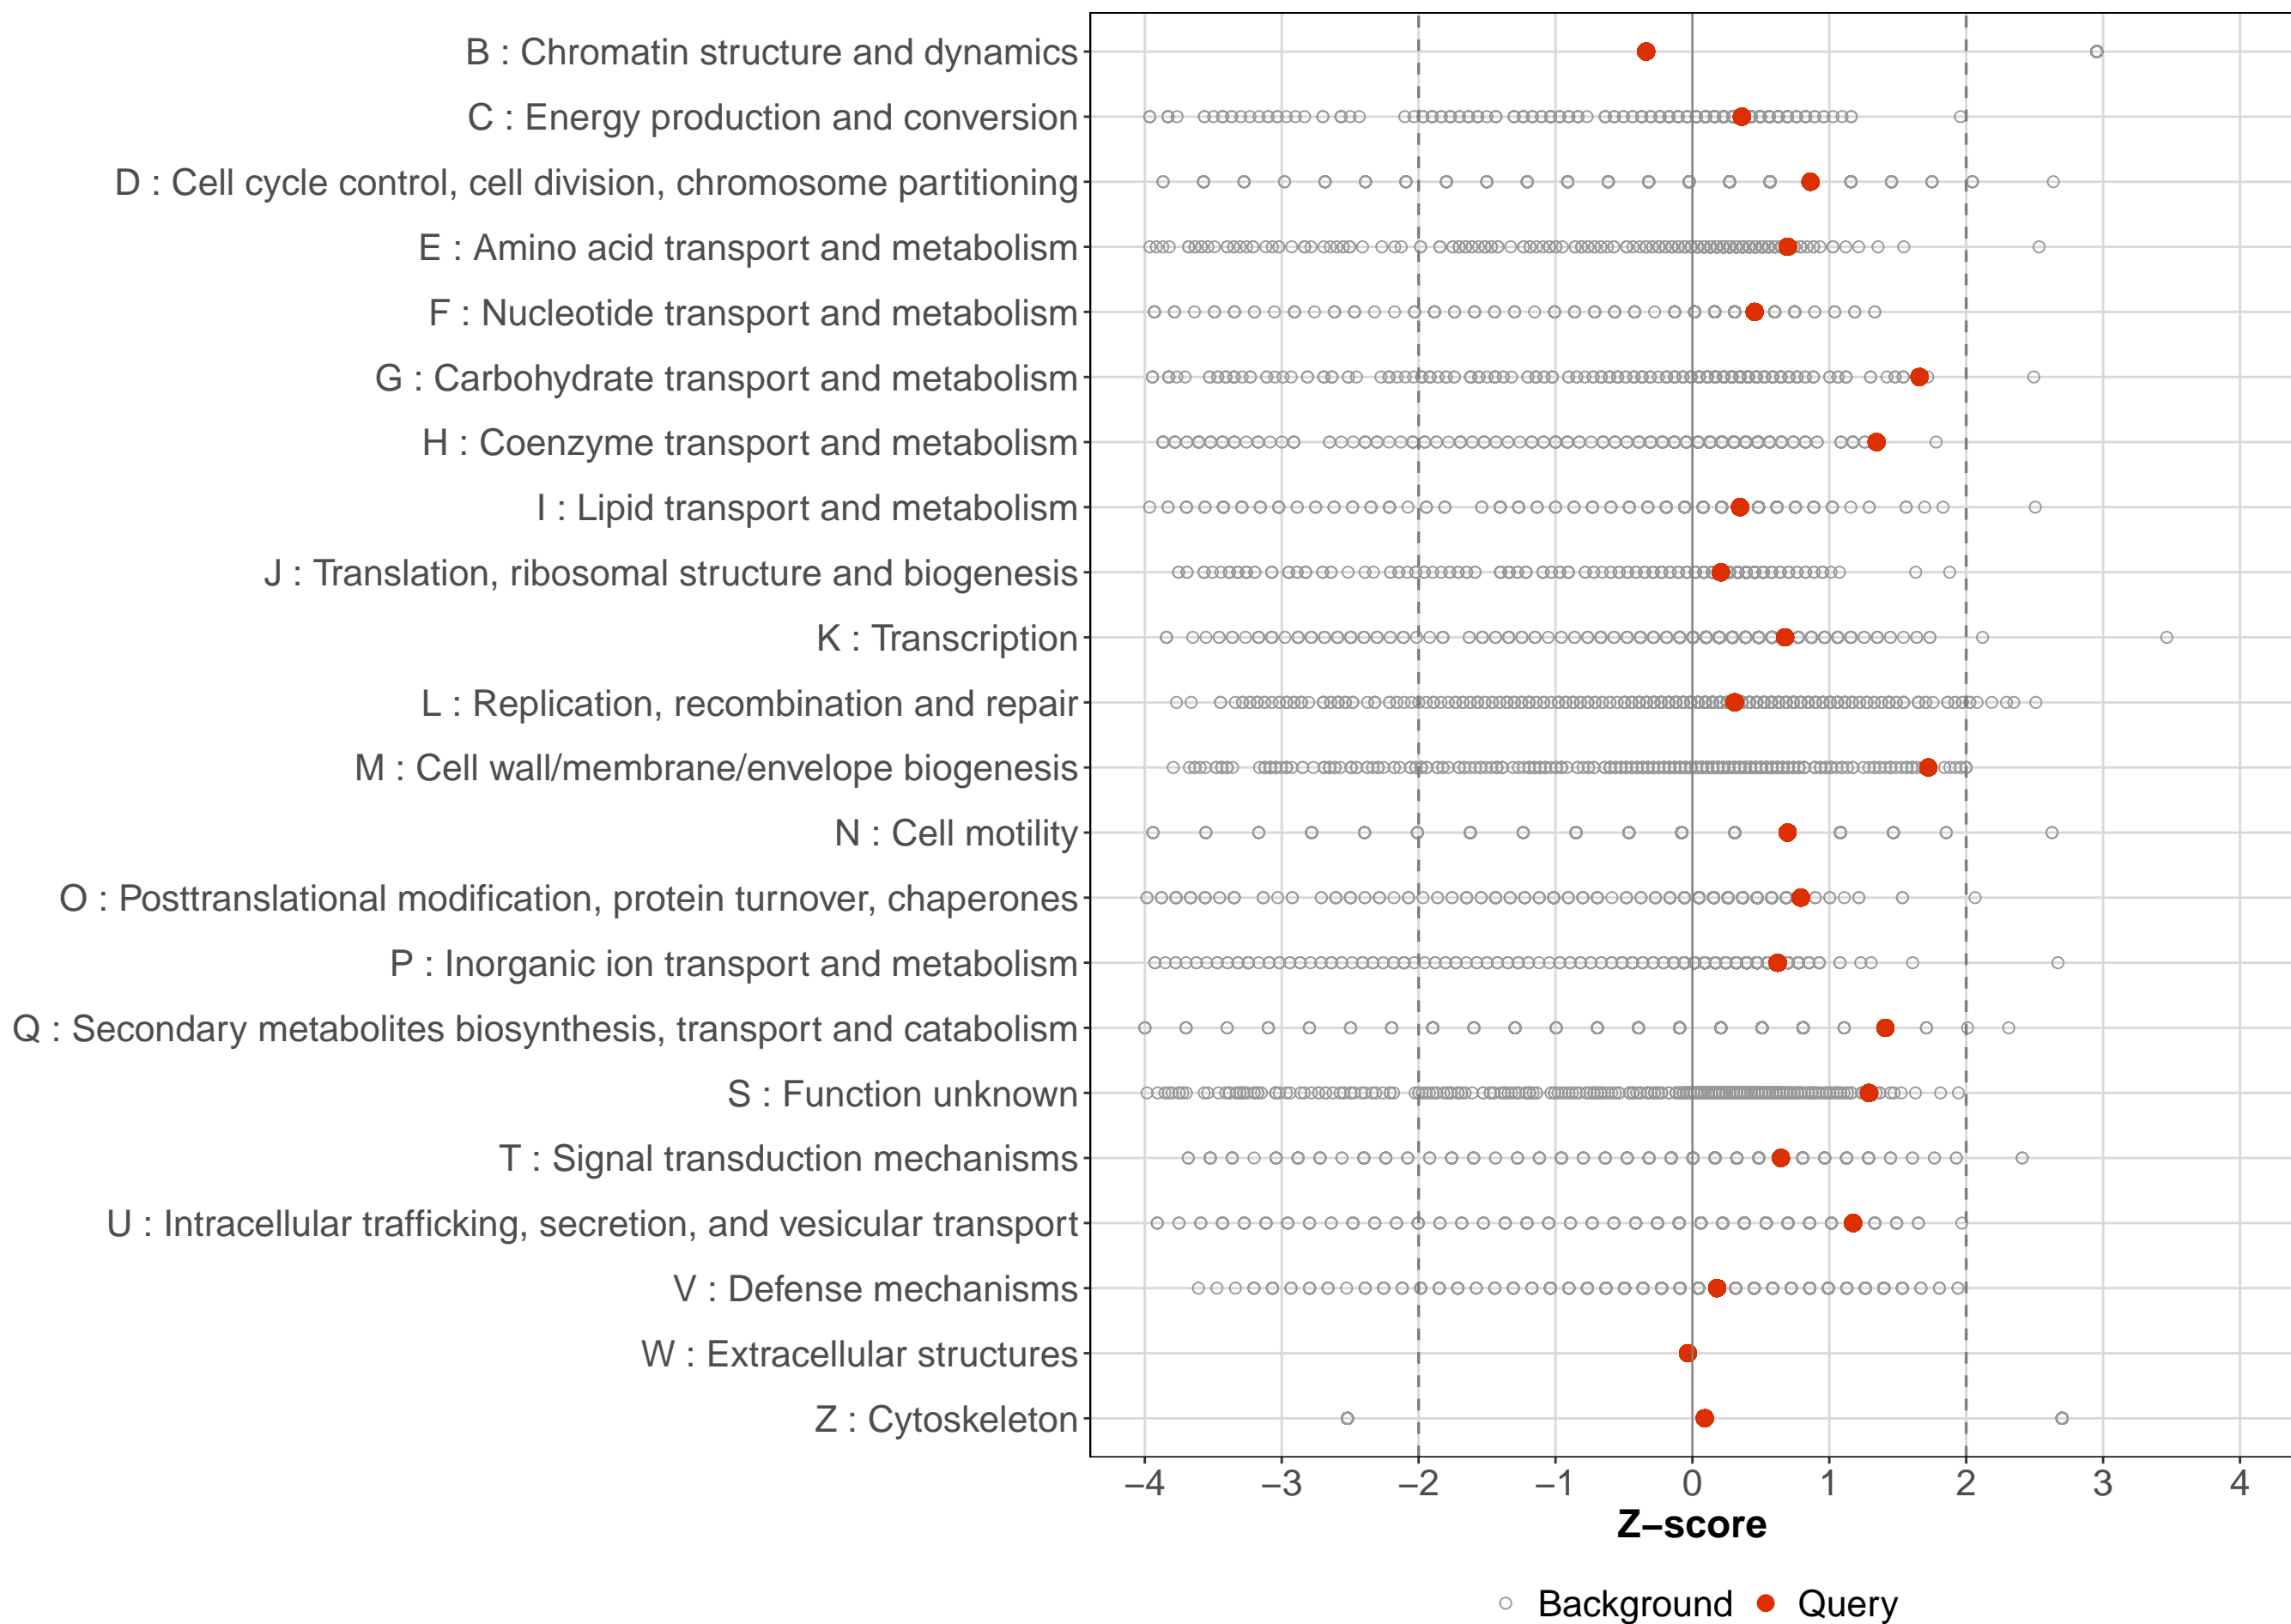 B : Chromatin structure and dynamics
C : Energy production and conversion
D : Cell cycle control, cell division, chromosome partitioning
E : Amino acid transport and metabolism
F : Nucleotide transport and metabolism
G : Carbohydrate transport and metabolism
H : Coenzyme transport and metabolism
I : Lipid transport and metabolism
J : Translation, ribosomal structure and biogenesis
K : Transcription
L : Replication, recombination and repair
M : Cell wall/membrane/envelope biogenesis
N : Cell motility
O : Posttranslational modification, protein turnover, chaperones
P : Inorganic ion transport and metabolism
Q : Secondary metabolites biosynthesis, transport and catabolism
S : Function unknown
T : Signal transduction mechanisms
U : Intracellular trafficking, secretion, and vesicular transport
V : Defense mechanisms
W : Extracellular structures
Z : Cytoskeleton
−4 −3 −2 −1 0 1 2 3 4
Z−score
Background Query